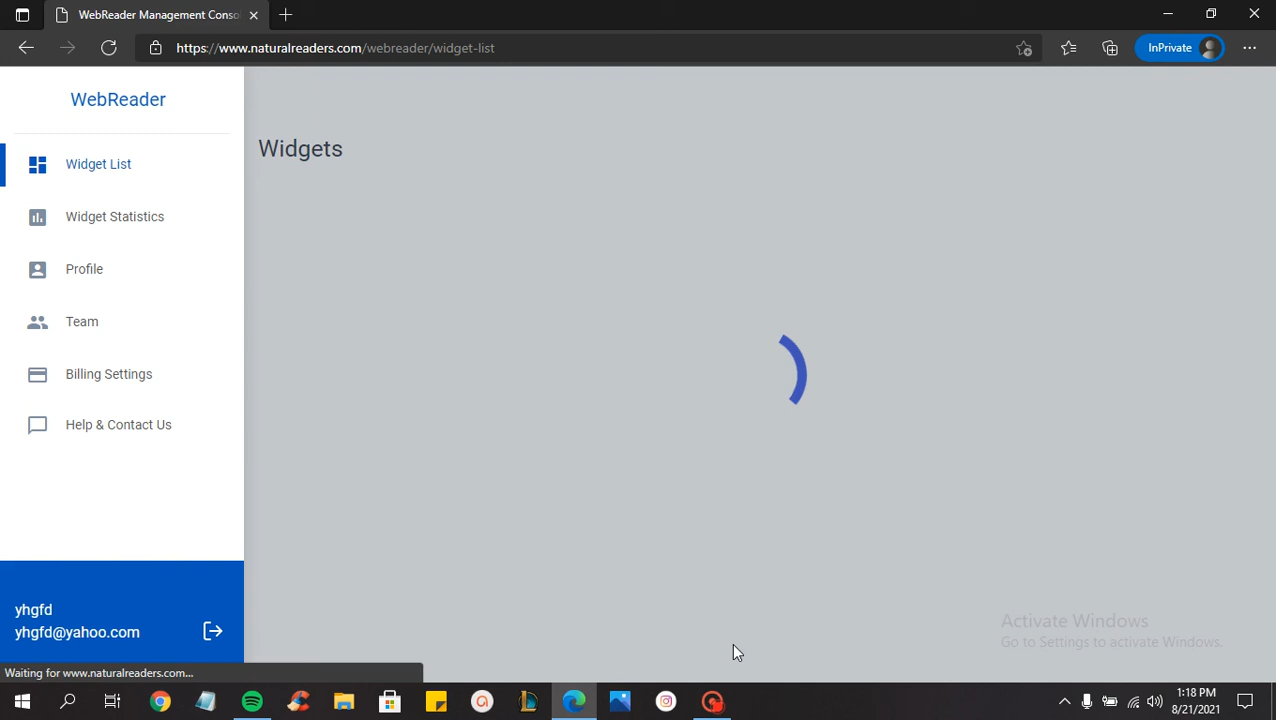 WebReader Management Conso
https://www.naturalreaders.com/webreader/widget-list
InPrivate
WebReader
Widget List
Widget Statistics
Profile
Team
Billing Settings
Help & Contact Us
yhgfd
yhgfd@yahoo.com
Widgets
Activate Windows
Go to Settings to activate Windows.
Waiting for www.naturalreaders.com...
1:18 PM
8/21/2021